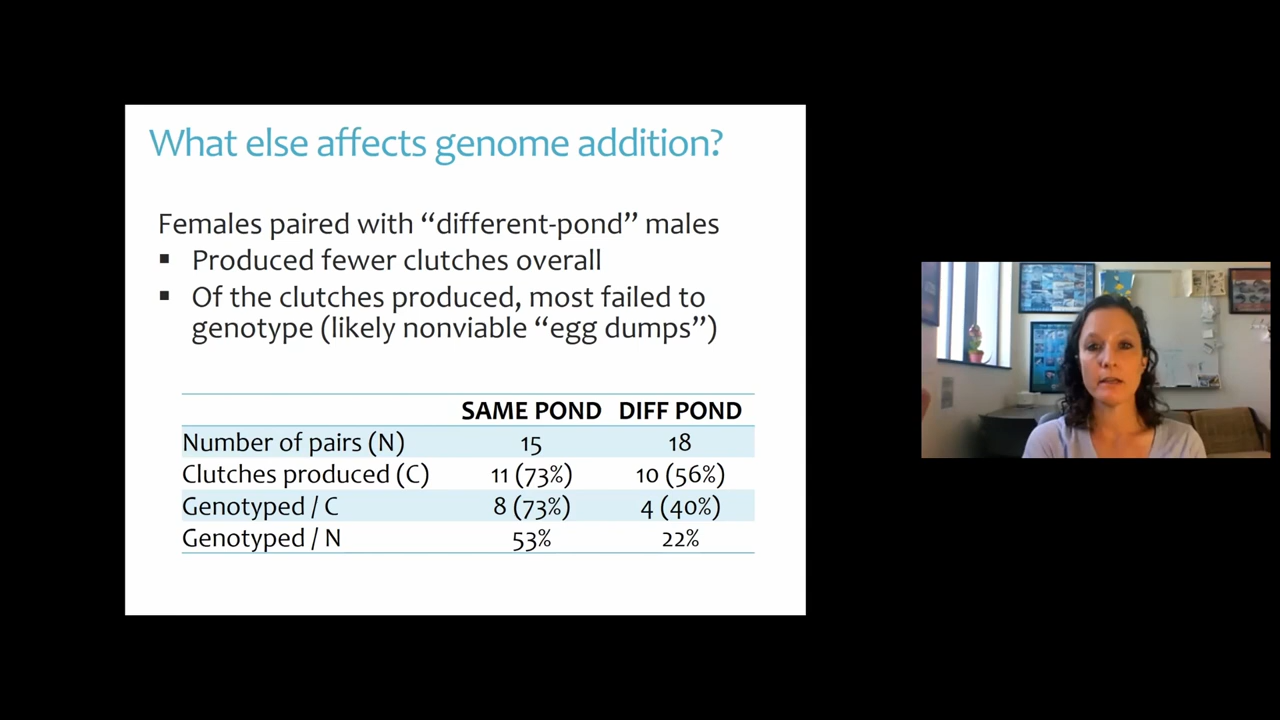 What else affects genome addition?
Females paired with “different-pond” males
▪ Produced fewer clutches overall
▪ Of the clutches produced, most failed to
genotype (likely nonviable “egg dumps”)
SAME POND DIFF POND
Number of pairs (N) 15 18
Clutches produced (C) 11 (73%) 10 (56%)
Genotyped / C 8 (73%) 4 (40%)
Genotyped / N 53% 22%